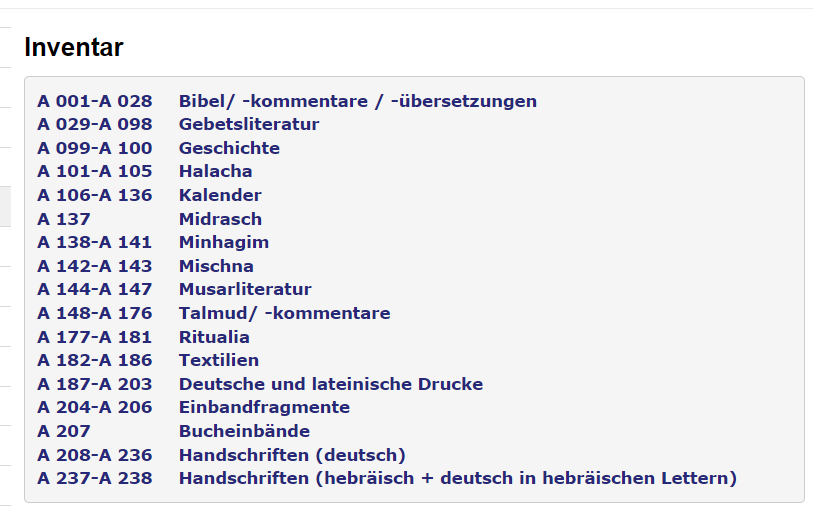 Inventar
A 001-A 028 Bibel/ -kommentare / -übersetzungen
A 029-A 098 Gebetsliteratur
A 099-A 100 Geschichte
A 101-A 105 Halacha
A 106-A 136 Kalender
A 137 Midrasch
A 138-A 141 Minhagim
A 142-A 143 Mischna
A 144-A 147 Musarliteratur
A 148-A 176 Talmud/ -kommentare
A 177-A 181 Ritualia
A 182-A 186 Textilien
A 187-A 203 Deutsche und lateinische Drucke
A 204-A 206 Einbandfragmente
A 207 Bucheinbände
A 208-A 236 Handschriften (deutsch)
A 237-A 238 Handschriften (hebräisch + deutsch in hebräischen Lettern)